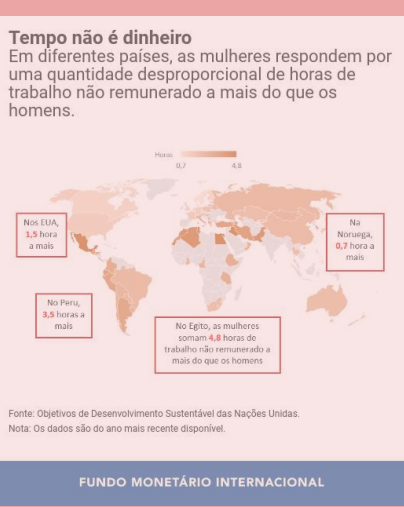 Tempo não é dinheiro
Em diferentes países, as mulheres respondem por
uma quantidade desproporcional de horas de
trabalho não remunerado a mais do que os
homens.
Horas
0,7
4,8
Nos EUA,
1,5 hora
a mais
Na
Noruega,
0,7 hora a
mais
No Peru,
3,5 horas a
mais
No Egito, as mulheres
somam 4,8 horas de
trabalho não remunerado a
mais do que os homens
Fonte: Objetivos de Desenvolvimento Sustentável das Nações Unidas.
Nota: Os dados são do ano mais recente disponível.
FUNDO MONETÁRIO INTERNACIONAL